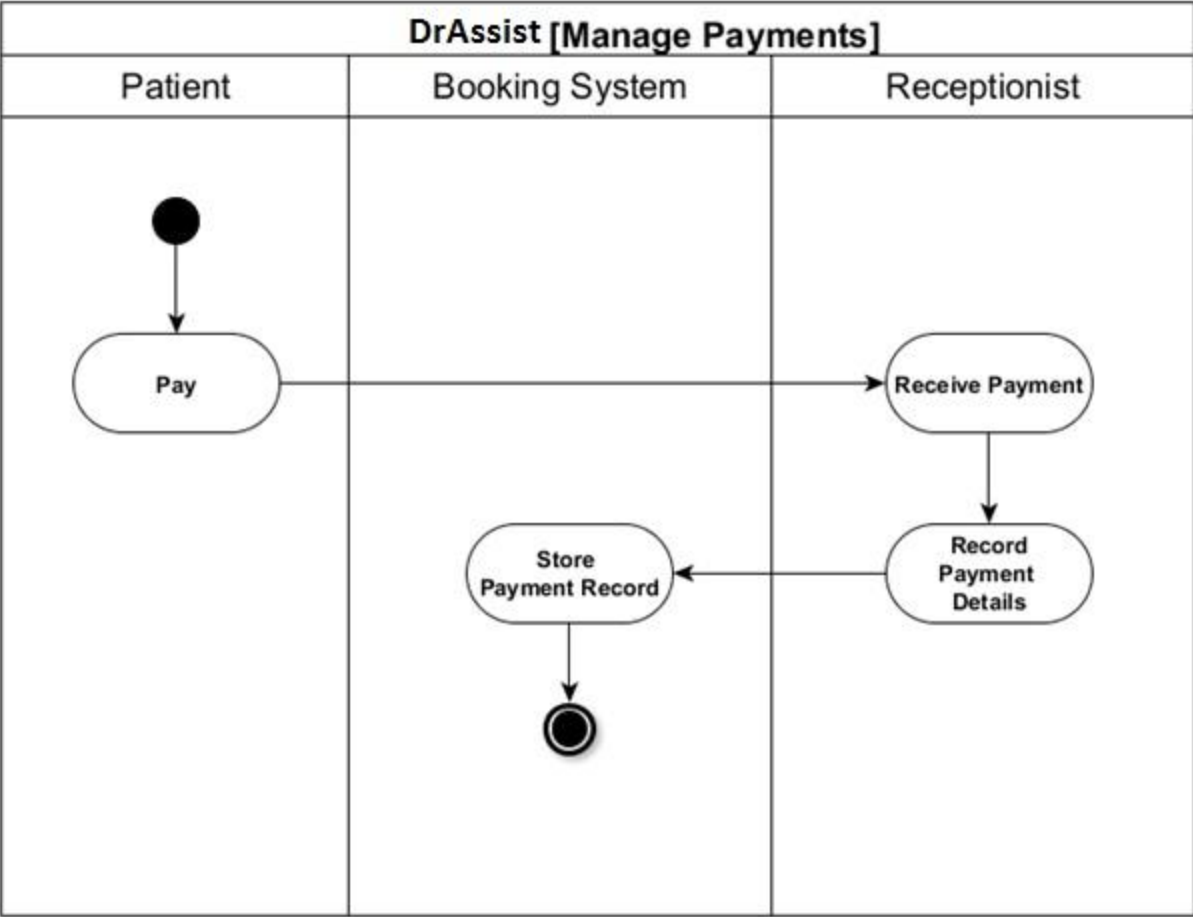 DrAssist [Manage Payments]
Patient
Booking System
Receptionist
Pay
Receive Payment
Store
Payment Record
Record
Payment
Details